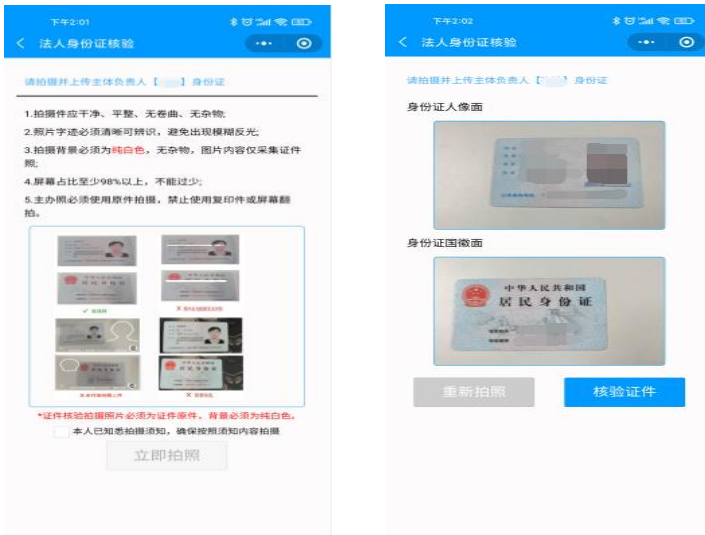 下午2:01
法人身份证核验
请拍摄并上传主体负责人【 】身份证
1.拍摄件应干净、平整、无卷曲、无杂物;
2.照片字迹必须清晰可辨识，避免出现模糊反光;
3.拍摄背景必须为纯白色，无杂物，图片内容仅采集证件
照;
4.屏幕占比至少98%以上，不能过少;
5.主办照必须使用原件拍摄，禁止使用复印件或屏幕翻
拍。
居民身份证
*证件核验拍摄照片必须为证件原件，背景必须为纯白色。
本人已知悉拍摄须知，确保按照须知内容拍摄
立即拍照
下午2:02
法人身份证核验
请拍摄并上传主体负责人【 】身份证
身份证人像面
身份证国徽面
中华人民共和国
居民身份证
重新拍照
核验证件